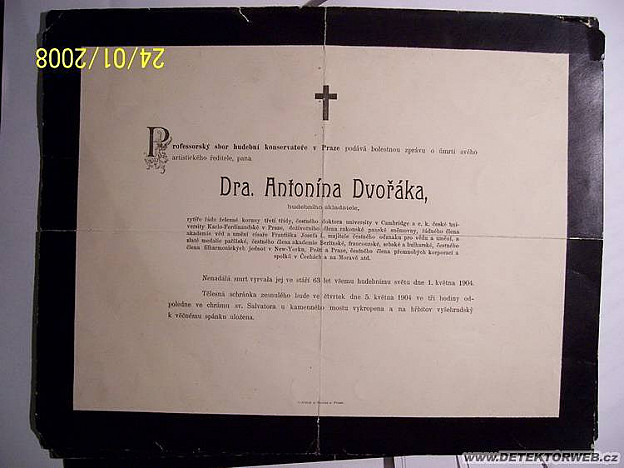 24/01/2008
Professorský sbor hudební konservatoře v Praze podává bolestnou zprávu o úmrtí svého
artistického ředitele, pana
Dra. Antonína Dvořáka,
hudebního skladatele,
rytíře řádu železné koruny třetí třídy, čestného doktora university v Cambridge a c. k. české uni-
versity Karlo-Ferdinandské v Praze, doživotního člena rakouské panské sněmovny, řádného člena
akademie věd a umění císaře Františka Josefa I., majitele čestného odznaku pro vědu a umění, a
zlaté medaile pařížské, čestného člena akademie berlínské, francouzské, srbské a bulharské, čestného
člena filharmonických jednot v New-Yorku, Pešti a Praze, čestného člena přemnohých korporací a
spolků v Čechách a na Moravě atd.
Nenadálá smrt vyrvala jej ve stáří 63 let všemu hudebnímu světu dne 1. května 1904.
Tělesná schránka zesnulého bude ve čtvrtek dne 5. května 1904 ve tři hodiny od-
poledne ve chrámu sv. Salvatora u kamenného mostu vykropena a na hřbitov vyšehradský
k věčnému spánku uložena.
WWW.DETEKTORWEB.cz